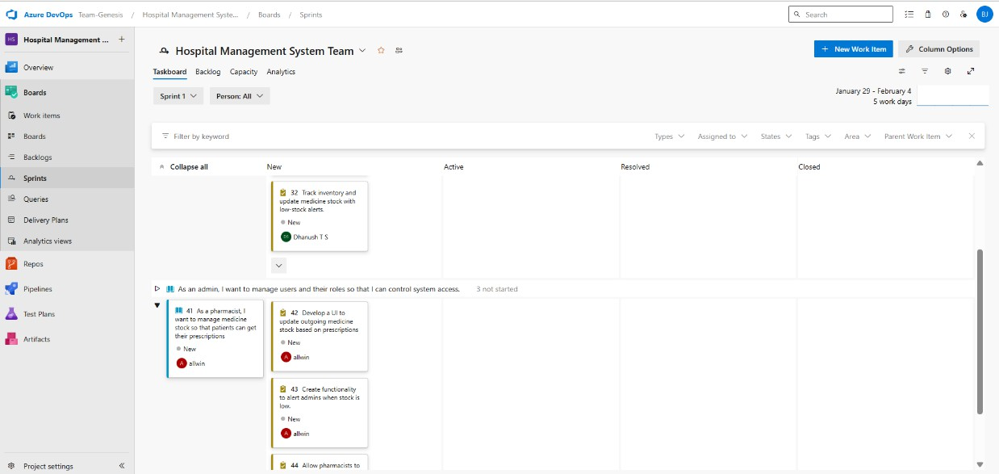 Azure DevOps Team-Genesis / Hospital Management Syste... / Boards / Sprints
Search
BJ
HS Hospital Management ... +
Overview
Boards
Work items
Boards
Backlogs
Sprints
Queries
Delivery Plans
Analytics views
Repos
Pipelines
Test Plans
Artifacts
Project settings
Hospital Management System Team
+ New Work Item
Column Options
Taskboard Backlog Capacity Analytics
Sprint 1
Person: All
January 29 - February 4
5 work days
Filter by keyword
Types Assigned to States Tags Area Parent Work Item
Collapse all New Active Resolved Closed
32 Track inventory and
update medicine stock with
low-stock alerts.
New
DS Dhanush T S
As an admin, I want to manage users and their roles so that I can control system access. 3 not started
41 As a pharmacist, I
want to manage medicine
stock so that patients can get
their prescriptions
New
A allwin
42 Develop a UI to
update outgoing medicine
stock based on prescriptions
New
A allwin
43 Create functionality
to alert admins when stock is
low.
New
A allwin
44 Allow pharmacists to